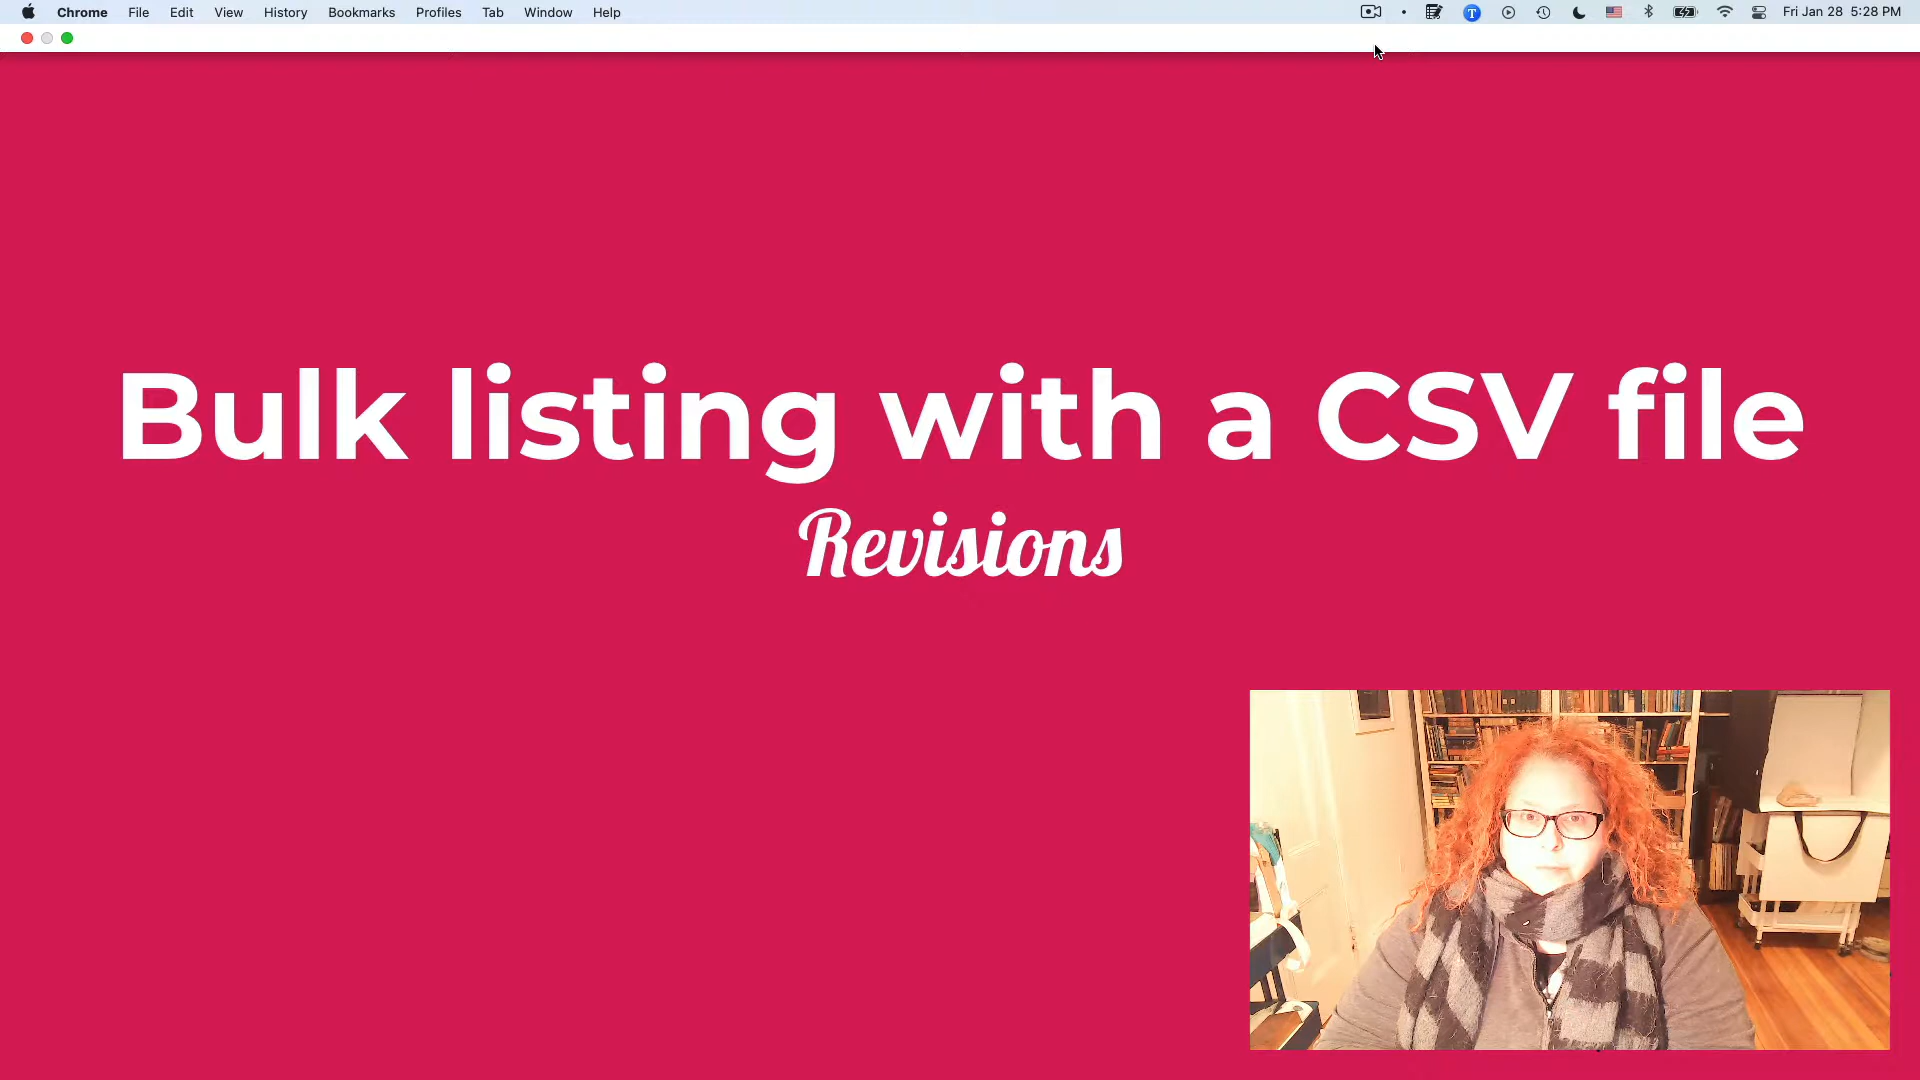 Chrome File Edit View History Bookmarks Profiles Tab Window Help T Fri Jan 28 5:28 PM
Bulk listing with a CSV file
Revisions